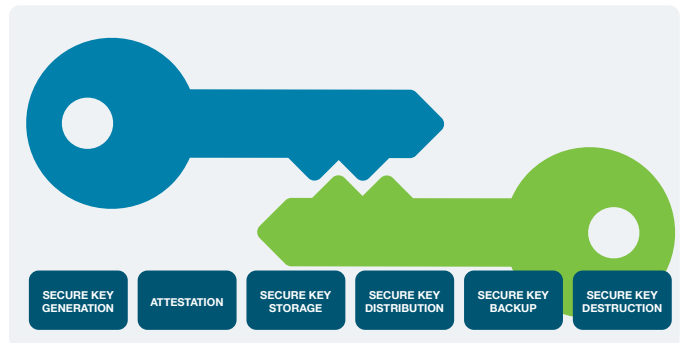 SECURE KEY
GENERATION
ATTESTATION
SECURE KEY
STORAGE
SECURE KEY
DISTRIBUTION
SECURE KEY
BACKUP
SECURE KEY
DESTRUCTION